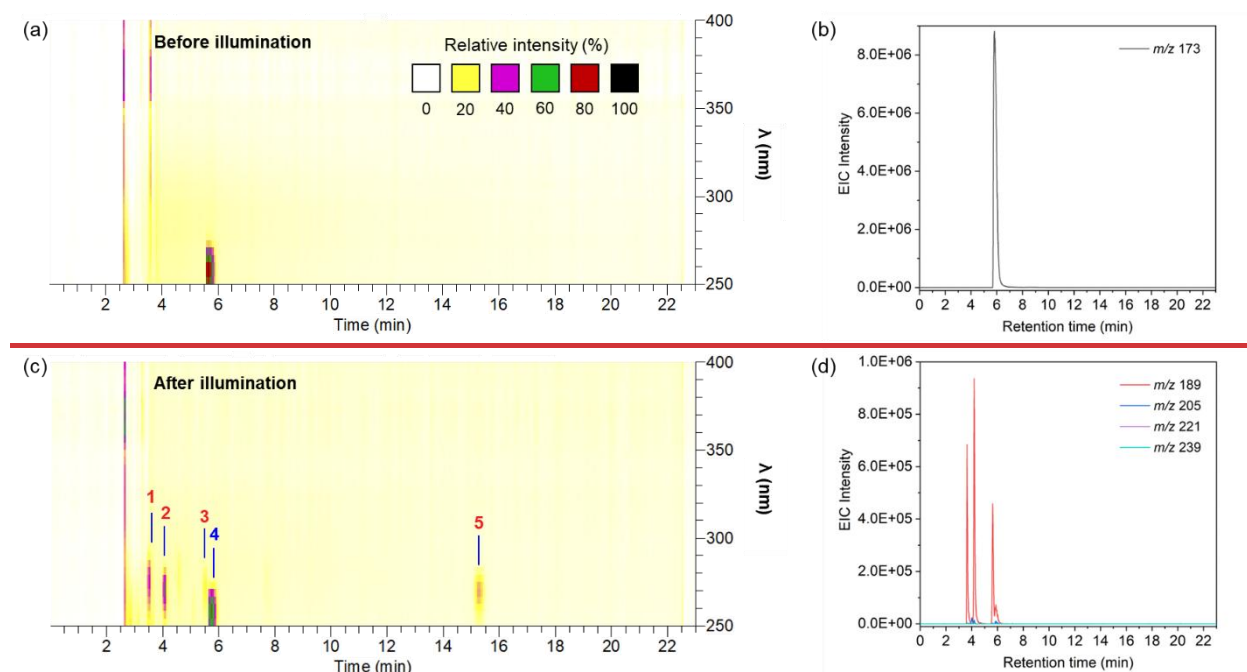 (a)
Before illumination
Relative intensity (%)
0 20 40 60 80 100
400
350
300
250
λ (nm)
2 4 6 8 10 12 14 16 18 20 22
Time (min)
(b)
m/z 173
8.0E+06
6.0E+06
4.0E+06
2.0E+06
0.0E+00
EIC Intensity
0 2 4 6 8 10 12 14 16 18 20 22
Retention time (min)
(c)
After illumination
1
2
3
4
5
400
350
300
250
λ (nm)
2 4 6 8 10 12 14 16 18 20 22
Time (min)
(d)
m/z 189
m/z 205
m/z 221
m/z 239
1.0E+06
8.0E+05
6.0E+05
4.0E+05
2.0E+05
0.0E+00
EIC Intensity
0 2 4 6 8 10 12 14 16 18 20 22
Retention time (min)